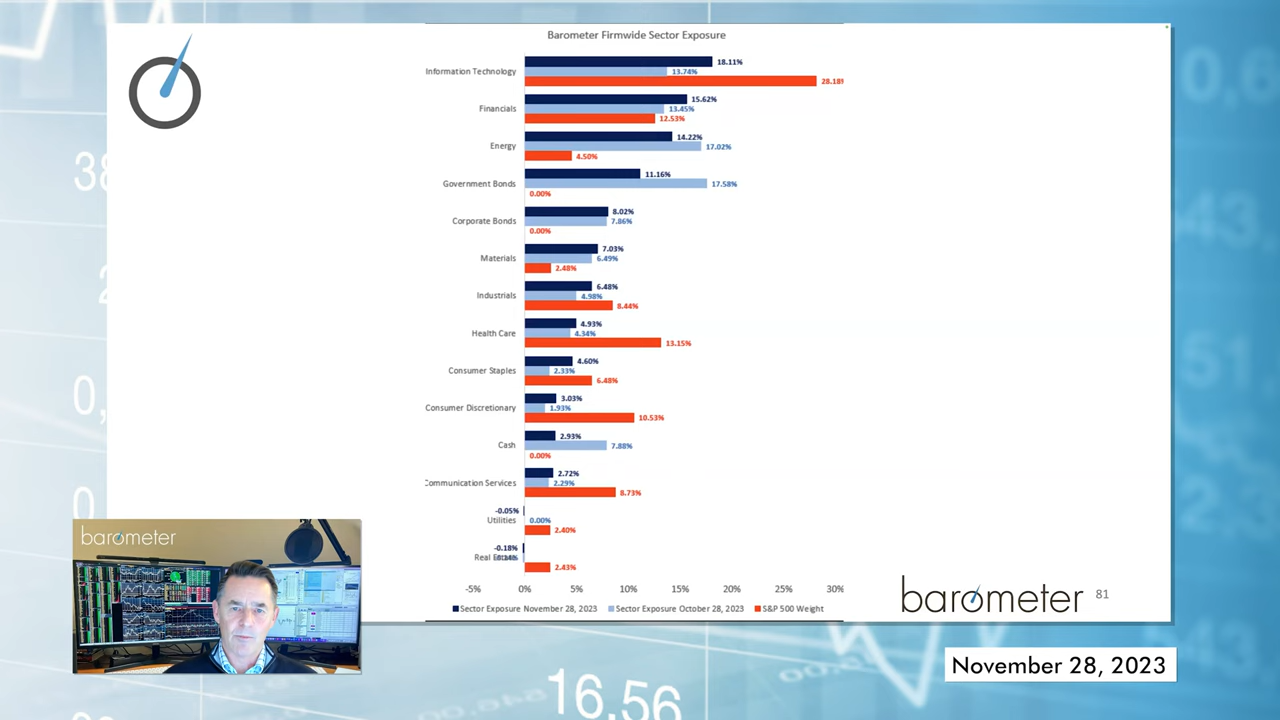 Barometer Firmwide Sector Exposure
Information Technology
18.11%
13.74%
28.18%
Financials
15.62%
13.45%
12.53%
Energy
14.22%
17.02%
4.50%
Government Bonds
11.16%
17.58%
0.00%
Corporate Bonds
8.02%
7.86%
0.00%
Materials
7.03%
6.49%
2.48%
Industrials
6.48%
4.98%
8.44%
Health Care
4.93%
4.34%
13.15%
Consumer Staples
4.60%
2.33%
6.48%
Consumer Discretionary
3.03%
1.93%
10.53%
Cash
2.93%
7.88%
0.00%
Communication Services
2.72%
2.29%
8.73%
Utilities
-0.05%
0.00%
2.40%
Real Estate
-0.18%
2.43%
-5% 0% 5% 10% 15% 20% 25% 30%
Sector Exposure November 28, 2023 Sector Exposure October 28, 2023 S&P 500 Weight
barometer 81
barometer
November 28, 2023
16,56